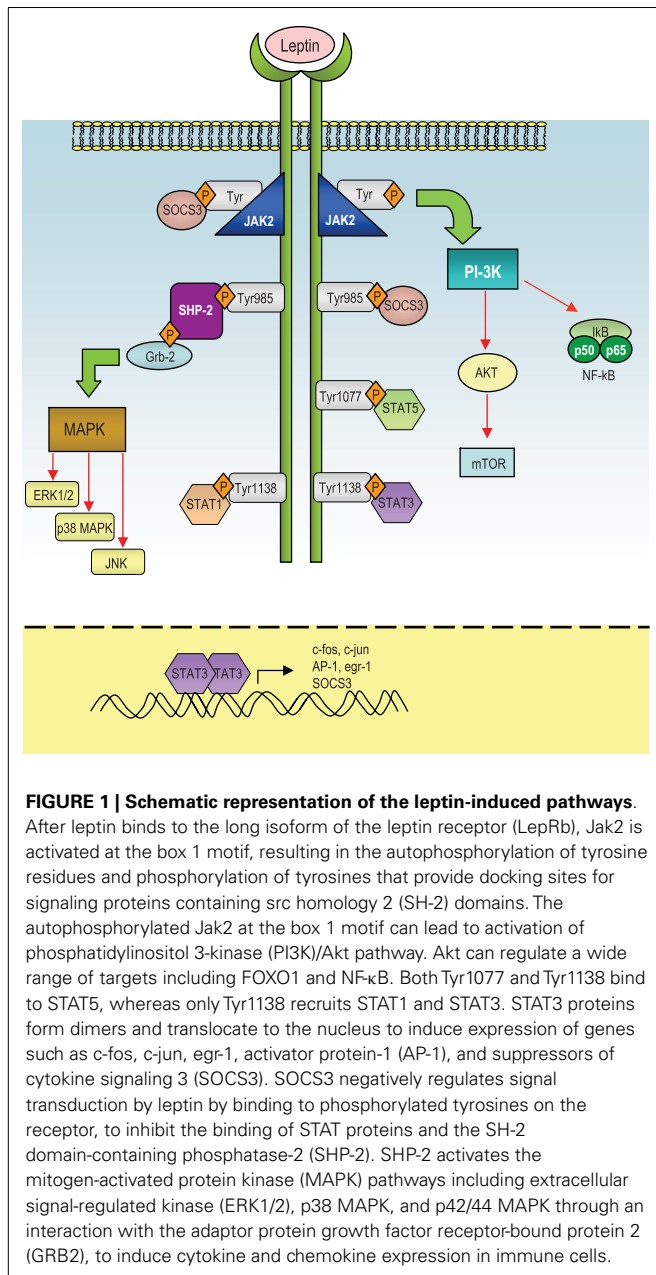 Leptin
P Tyr Tyr P
SOCS3 JAK2 JAK2
PI-3K
P Tyr985 Tyr985 P
SHP-2 SOCS3
P
Grb-2
IkB
p50 p65
NF-kB
AKT
Tyr1077 P
STAT5
MAPK
mTOR
P Tyr1138 Tyr1138 P
STAT1 STAT3
ERK1/2
p38 MAPK
JNK
c-fos, c-jun
AP-1, egr-1
SOCS3
STAT3 TAT3
FIGURE 1 | Schematic representation of the leptin-induced pathways.
After leptin binds to the long isoform of the leptin receptor (LepRb), Jak2 is
activated at the box 1 motif, resulting in the autophosphorylation of tyrosine
residues and phosphorylation of tyrosines that provide docking sites for
signaling proteins containing src homology 2 (SH-2) domains. The
autophosphorylated Jak2 at the box 1 motif can lead to activation of
phosphatidylinositol 3-kinase (PI3K)/Akt pathway. Akt can regulate a wide
range of targets including FOXO1 and NF-κB. Both Tyr1077 and Tyr1138 bind
to STAT5, whereas only Tyr1138 recruits STAT1 and STAT3. STAT3 proteins
form dimers and translocate to the nucleus to induce expression of genes
such as c-fos, c-jun, egr-1, activator protein-1 (AP-1), and suppressors of
cytokine signaling 3 (SOCS3). SOCS3 negatively regulates signal
transduction by leptin by binding to phosphorylated tyrosines on the
receptor, to inhibit the binding of STAT proteins and the SH-2
domain-containing phosphatase-2 (SHP-2). SHP-2 activates the
mitogen-activated protein kinase (MAPK) pathways including extracellular
signal-regulated kinase (ERK1/2), p38 MAPK, and p42/44 MAPK through an
interaction with the adaptor protein growth factor receptor-bound protein 2
(GRB2), to induce cytokine and chemokine expression in immune cells.